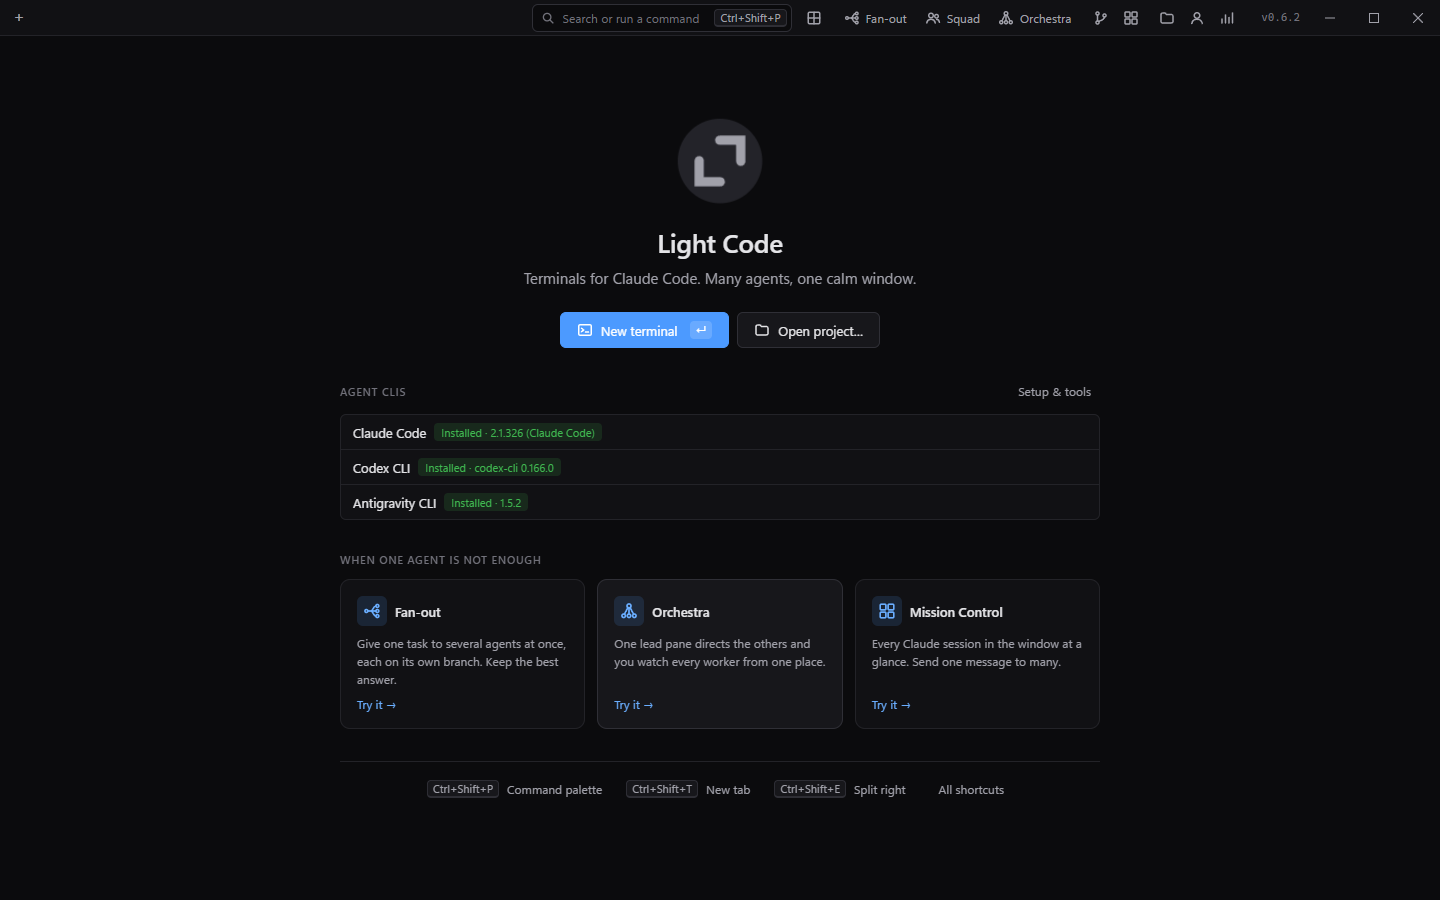 + Search or run a command Ctrl+Shift+P Fan-out Squad Orchestra v0.6.2
Light Code
Terminals for Claude Code. Many agents, one calm window.
New terminal Open project...
AGENT CLIS Setup & tools
Claude Code Installed · 2.1.326 (Claude Code)
Codex CLI Installed · codex-cli 0.166.0
Antigravity CLI Installed · 1.5.2
WHEN ONE AGENT IS NOT ENOUGH
Fan-out
Give one task to several agents at once,
each on its own branch. Keep the best
answer.
Try it →
Orchestra
One lead pane directs the others and
you watch every worker from one place.
Try it →
Mission Control
Every Claude session in the window at a
glance. Send one message to many.
Try it →
Ctrl+Shift+P Command palette Ctrl+Shift+T New tab Ctrl+Shift+E Split right All shortcuts